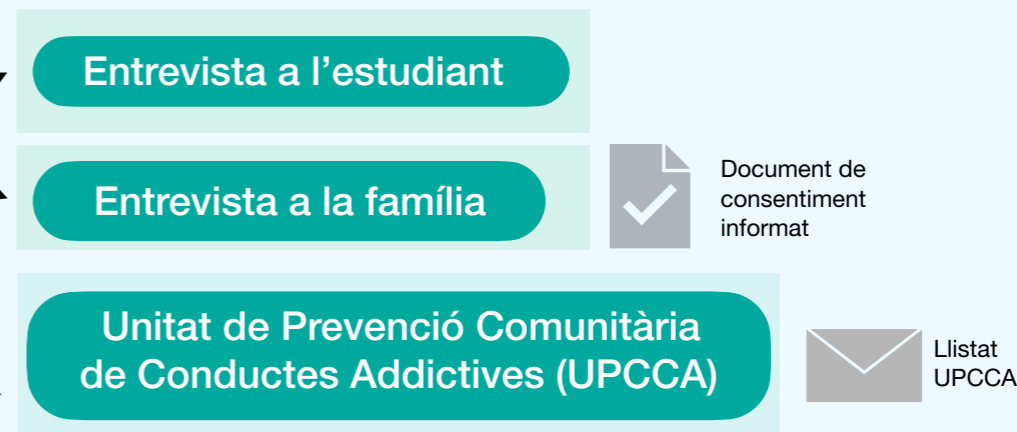 Entrevista a l’estudiant
Entrevista a la família
Document de
consentiment
informat
Unitat de Prevenció Comunitària
de Conductes Addictives (UPCCA)
Llistat
UPCCA